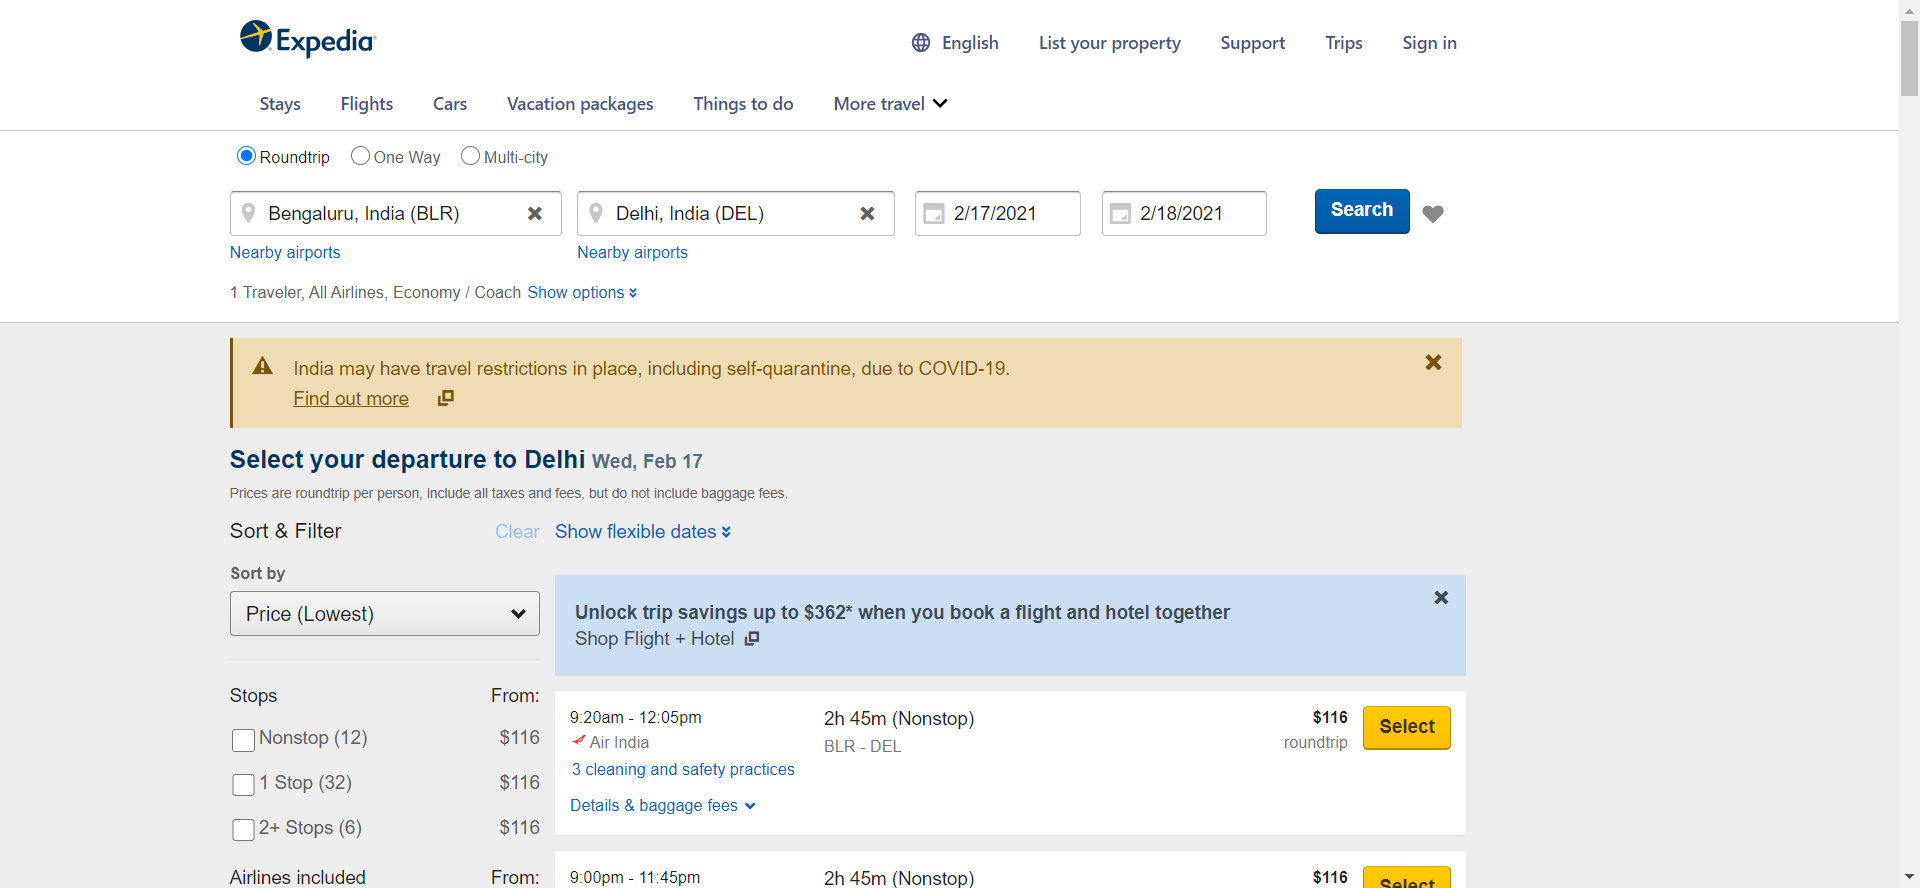 Expedia
English List your property Support Trips Sign in
Stays Flights Cars Vacation packages Things to do More travel
Roundtrip One Way Multi-city
Bengaluru, India (BLR) Delhi, India (DEL) 2/17/2021 2/18/2021 Search
Nearby airports Nearby airports
1 Traveler, All Airlines, Economy / Coach Show options
India may have travel restrictions in place, including self-quarantine, due to COVID-19.
Find out more
Select your departure to Delhi Wed, Feb 17
Prices are roundtrip per person, include all taxes and fees, but do not include baggage fees.
Sort & Filter Clear Show flexible dates
Sort by
Price (Lowest)
Unlock trip savings up to $362* when you book a flight and hotel together
Shop Flight + Hotel
Stops From:
Nonstop (12) $116
1 Stop (32) $116
2+ Stops (6) $116
Airlines included From:
9:20am - 12:05pm 2h 45m (Nonstop) $116 Select
Air India BLR - DEL roundtrip
3 cleaning and safety practices
Details & baggage fees
9:00pm - 11:45pm 2h 45m (Nonstop) $116 Select